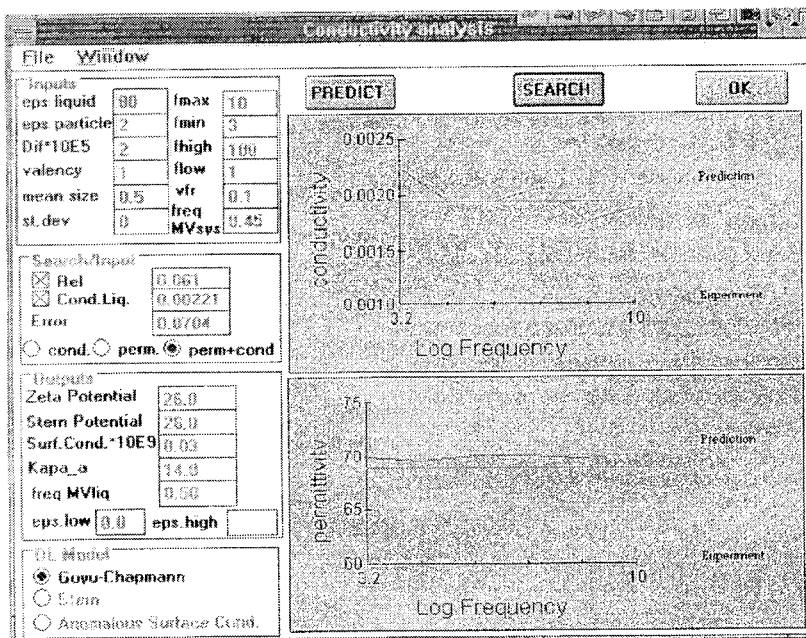 Conductivity analysis
File Window
Inputs
eps liquid 80 fmax 10
eps particle 2 fmin 3
Dif*10E5 2 fhigh 100
valency 1 flow 1
mean size 0.5 vfr 0.1
st.dev 0 freq MVsys 0.45
Search/Input
Rel 0.061
Cond.Liq. 0.00221
Error 0.0704
cond. perm. perm+cond
Outputs
Zeta Potential 26.0
Stern Potential 26.0
Surf.Cond.*10E9 0.03
Kapa_a 14.0
freq MVliq 0.50
eps.low 0.0 eps.high
DL Model
Gouy-Chapmann
Stern
Anomalous Surface Cond.
PREDICT SEARCH OK
0.0025
0.0020
0.0015
0.0010
conductivity
3.2 10
Log Frequency
Prediction
Experiment
75
70
65
60
permittivity
3.2 10
Log Frequency
Prediction
Experiment